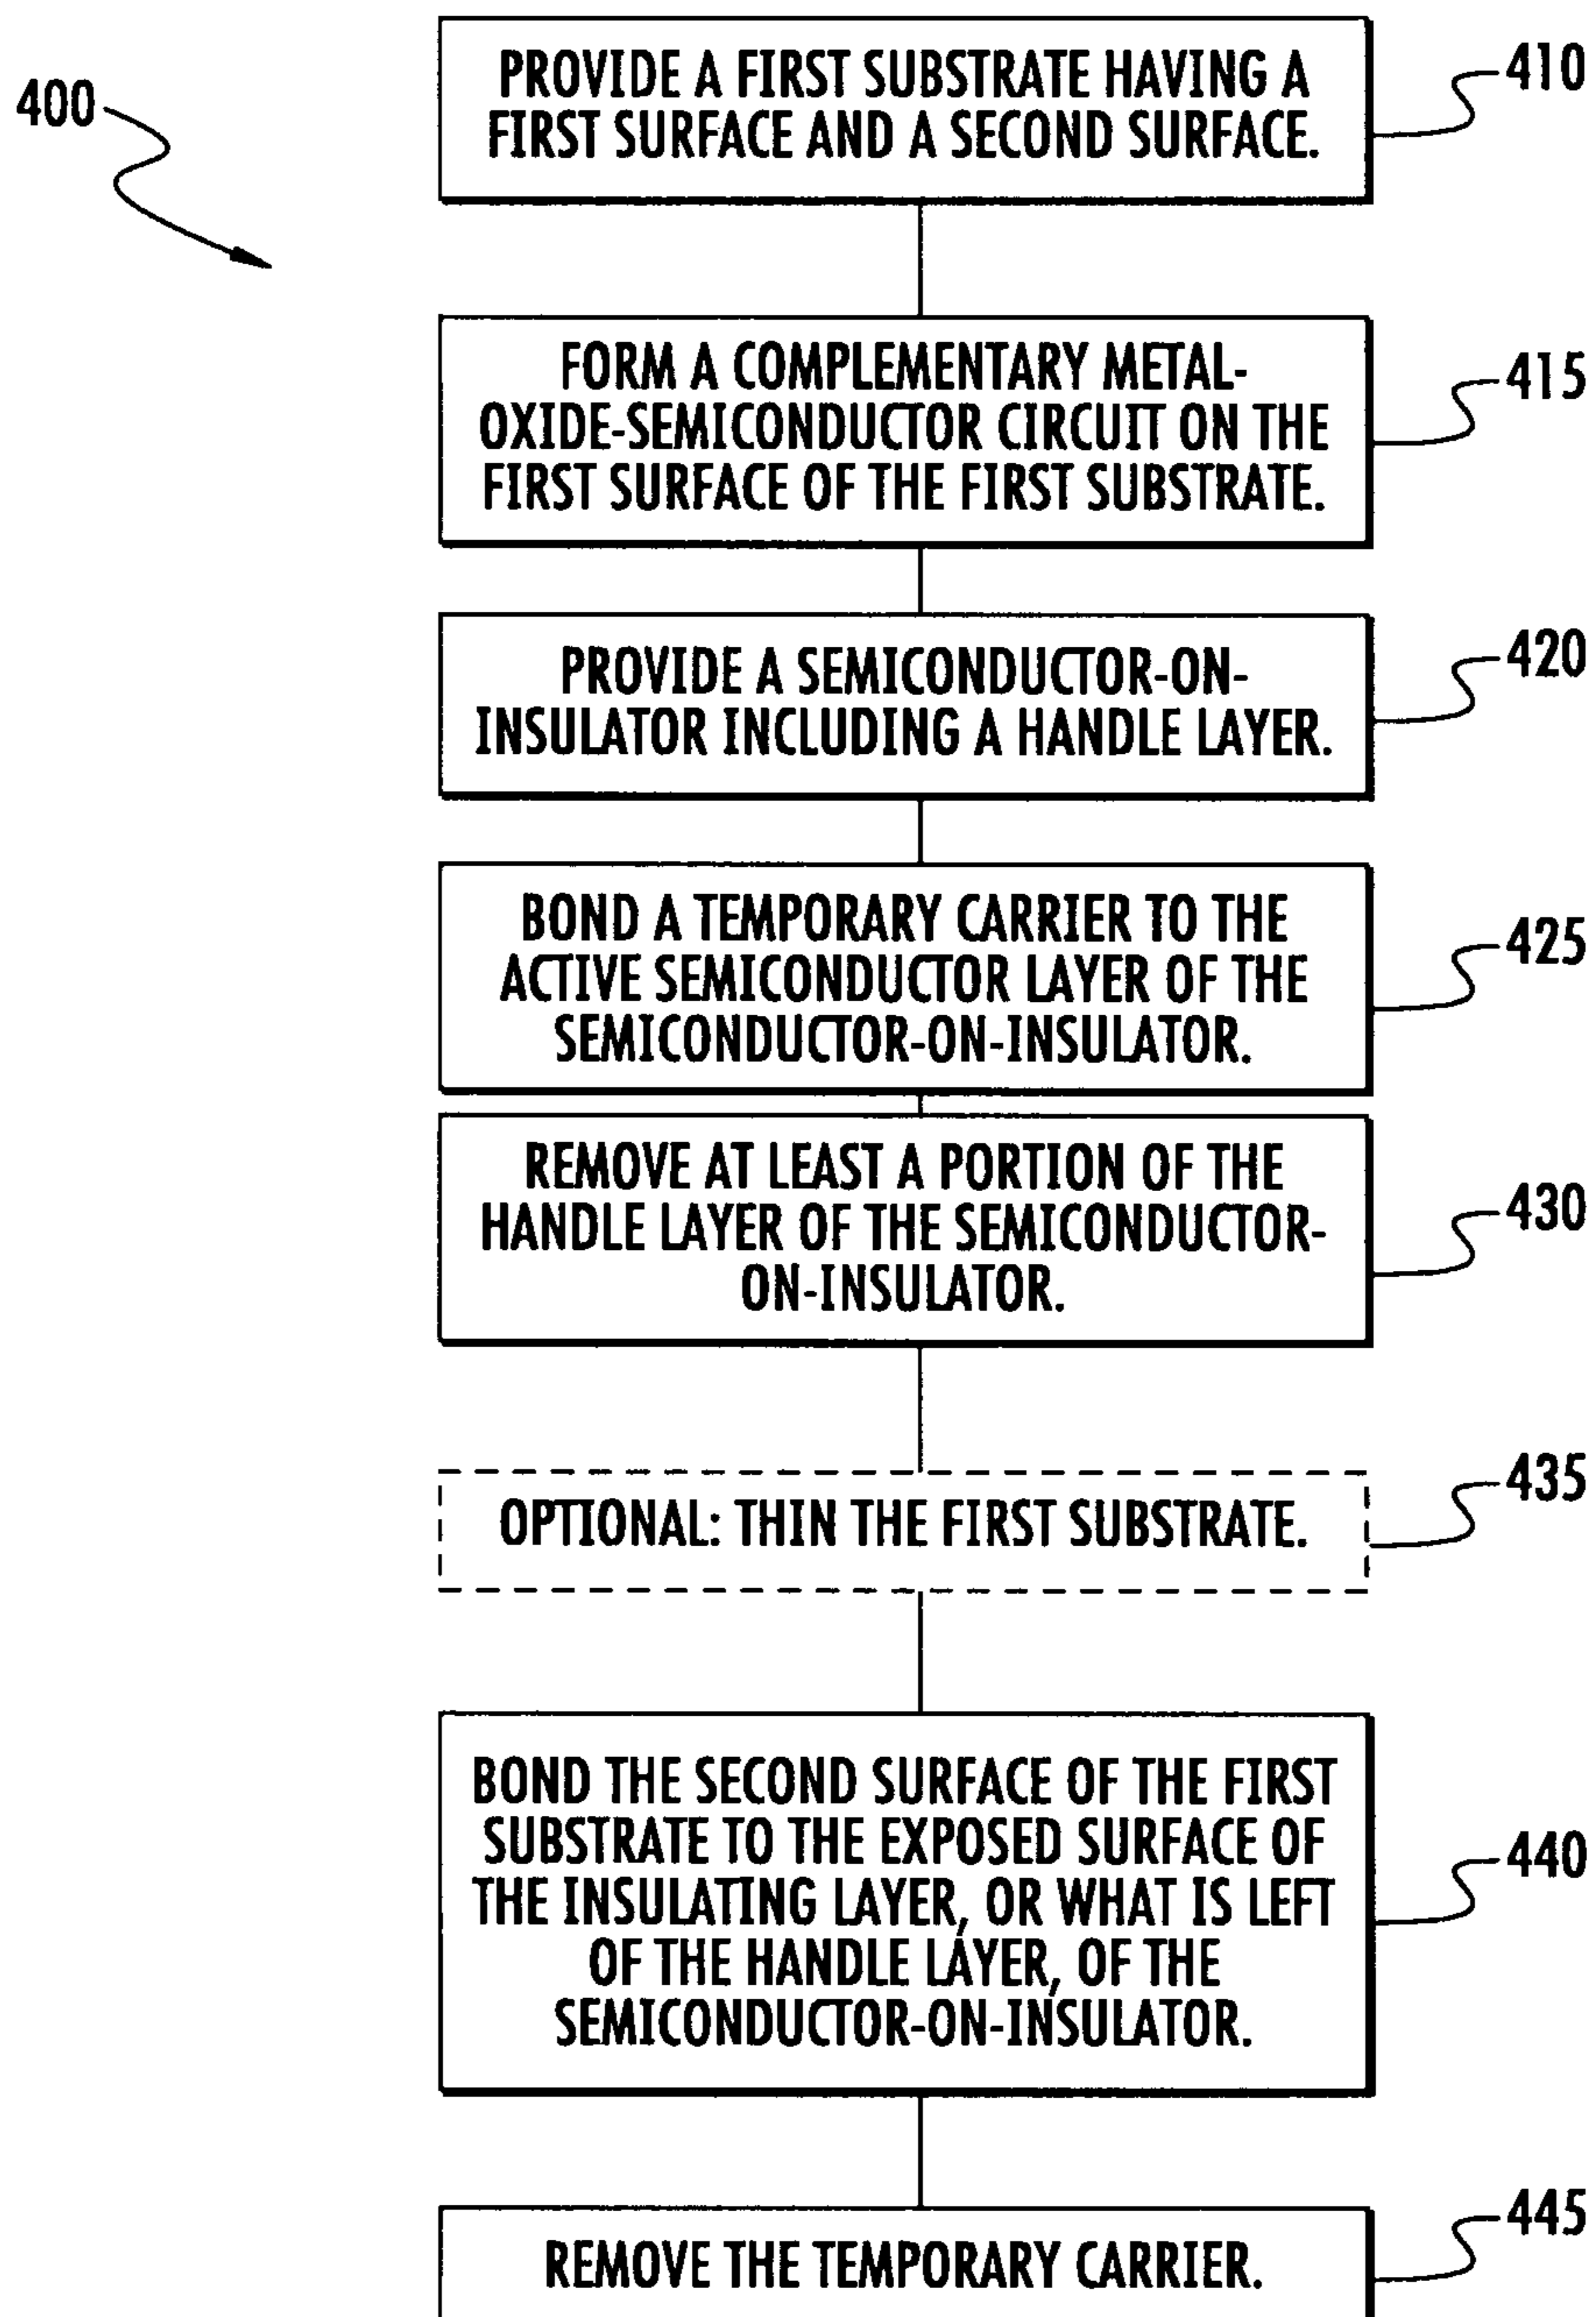 400
PROVIDE A FIRST SUBSTRATE HAVING A
FIRST SURFACE AND A SECOND SURFACE.
410
FORM A COMPLEMENTARY METAL-
OXIDE-SEMICONDUCTOR CIRCUIT ON THE
FIRST SURFACE OF THE FIRST SUBSTRATE.
415
PROVIDE A SEMICONDUCTOR-ON-
INSULATOR INCLUDING A HANDLE LAYER.
420
BOND A TEMPORARY CARRIER TO THE
ACTIVE SEMICONDUCTOR LAYER OF THE
SEMICONDUCTOR-ON-INSULATOR.
425
REMOVE AT LEAST A PORTION OF THE
HANDLE LAYER OF THE SEMICONDUCTOR-
ON-INSULATOR.
430
OPTIONAL: THIN THE FIRST SUBSTRATE.
435
BOND THE SECOND SURFACE OF THE FIRST
SUBSTRATE TO THE EXPOSED SURFACE OF
THE INSULATING LAYER, OR WHAT IS LEFT
OF THE HANDLE LAYER, OF THE
SEMICONDUCTOR-ON-INSULATOR.
440
REMOVE THE TEMPORARY CARRIER.
445